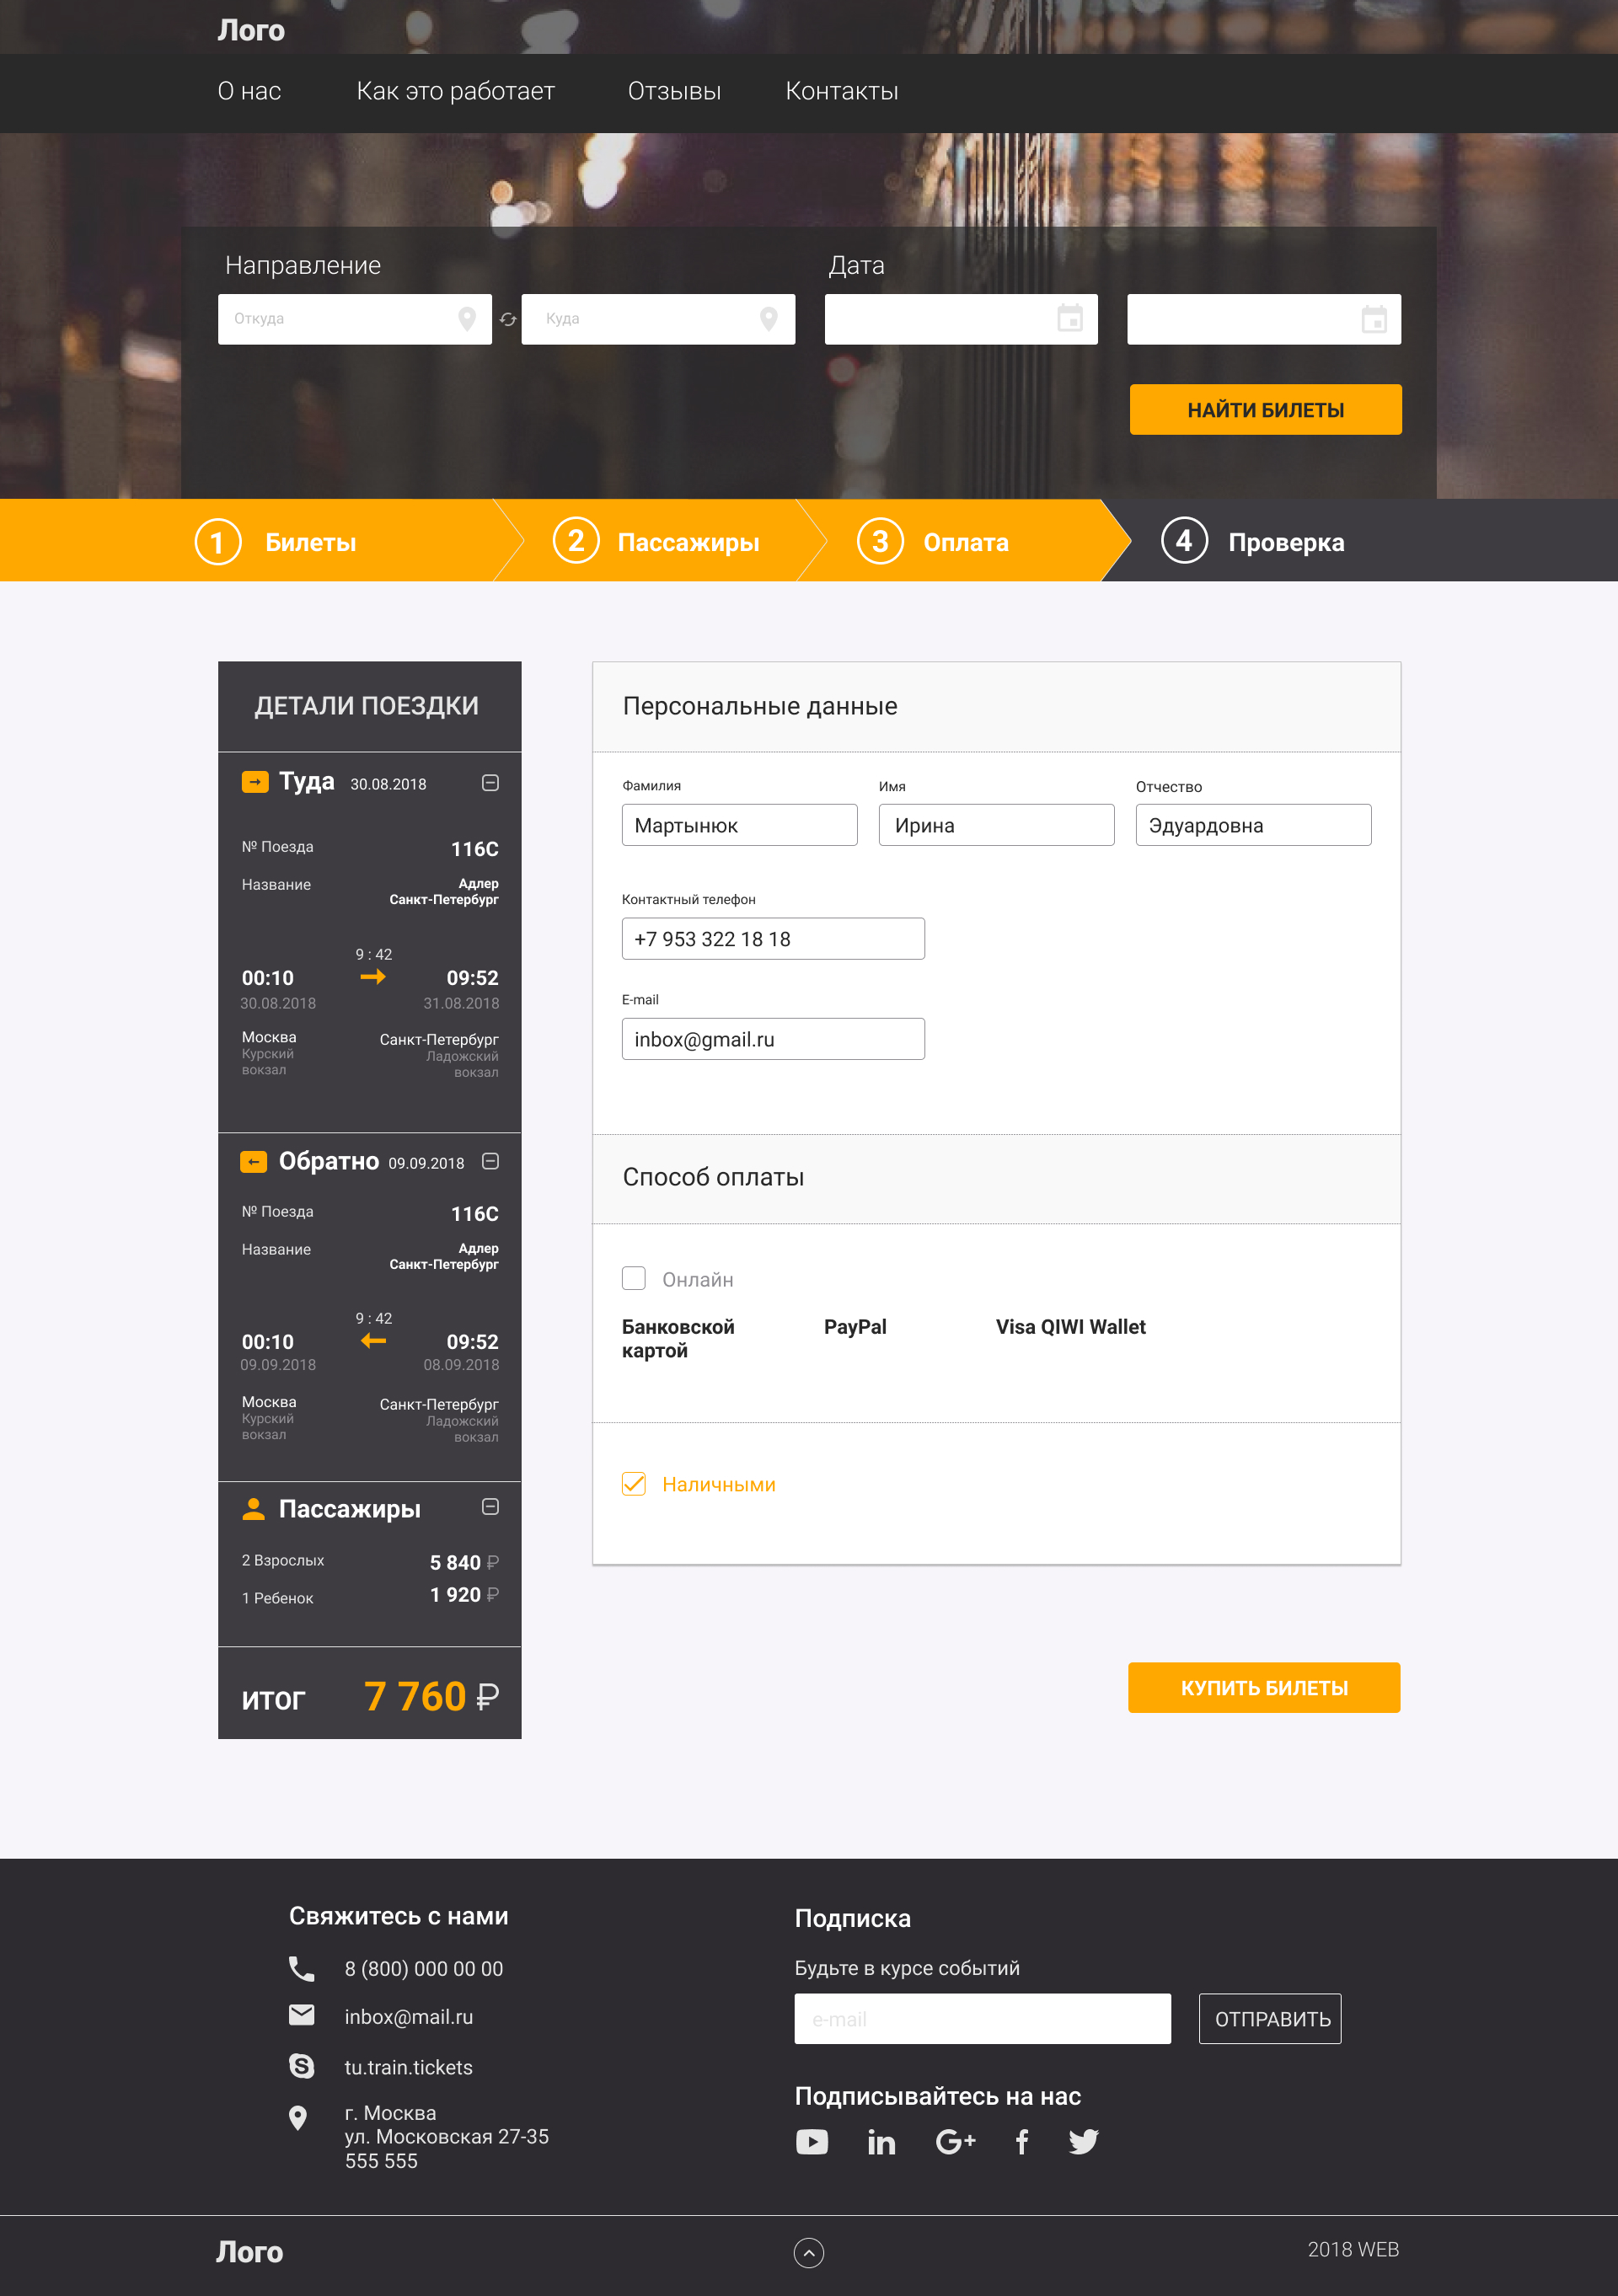 Лого
О нас Как это работает Отзывы Контакты
Направление Дата
Откуда Куда
НАЙТИ БИЛЕТЫ
1 Билеты 2 Пассажиры 3 Оплата 4 Проверка
ДЕТАЛИ ПОЕЗДКИ
Туда 30.08.2018
№ Поезда 116С
Название Адлер
Санкт-Петербург
9 : 42
00:10 09:52
30.08.2018 31.08.2018
Москва Санкт-Петербург
Курский Ладожский
вокзал вокзал
Обратно 09.09.2018
№ Поезда 116С
Название Адлер
Санкт-Петербург
9 : 42
00:10 09:52
09.09.2018 08.09.2018
Москва Санкт-Петербург
Курский Ладожский
вокзал вокзал
Пассажиры
2 Взрослых 5 840 ₽
1 Ребенок 1 920 ₽
ИТОГ 7 760 ₽
Персональные данные
Фамилия Имя Отчество
Мартынюк Ирина Эдуардовна
Контактный телефон
+7 953 322 18 18
E-mail
inbox@gmail.ru
Способ оплаты
Онлайн
Банковской PayPal Visa QIWI Wallet
картой
Наличными
КУПИТЬ БИЛЕТЫ
Свяжитесь с нами
8 (800) 000 00 00
inbox@mail.ru
tu.train.tickets
г. Москва
ул. Московская 27-35
555 555
Подписка
Будьте в курсе событий
e-mail ОТПРАВИТЬ
Подписывайтесь на нас
Лого 2018 WEB